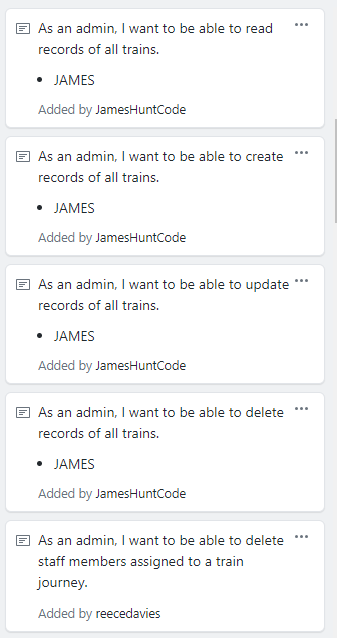 As an admin, I want to be able to read
records of all trains.
• JAMES
Added by JamesHuntCode
As an admin, I want to be able to create
records of all trains.
• JAMES
Added by JamesHuntCode
As an admin, I want to be able to update
records of all trains.
• JAMES
Added by JamesHuntCode
As an admin, I want to be able to delete
records of all trains.
• JAMES
Added by JamesHuntCode
As an admin, I want to be able to delete
staff members assigned to a train
journey.
Added by reecedavies